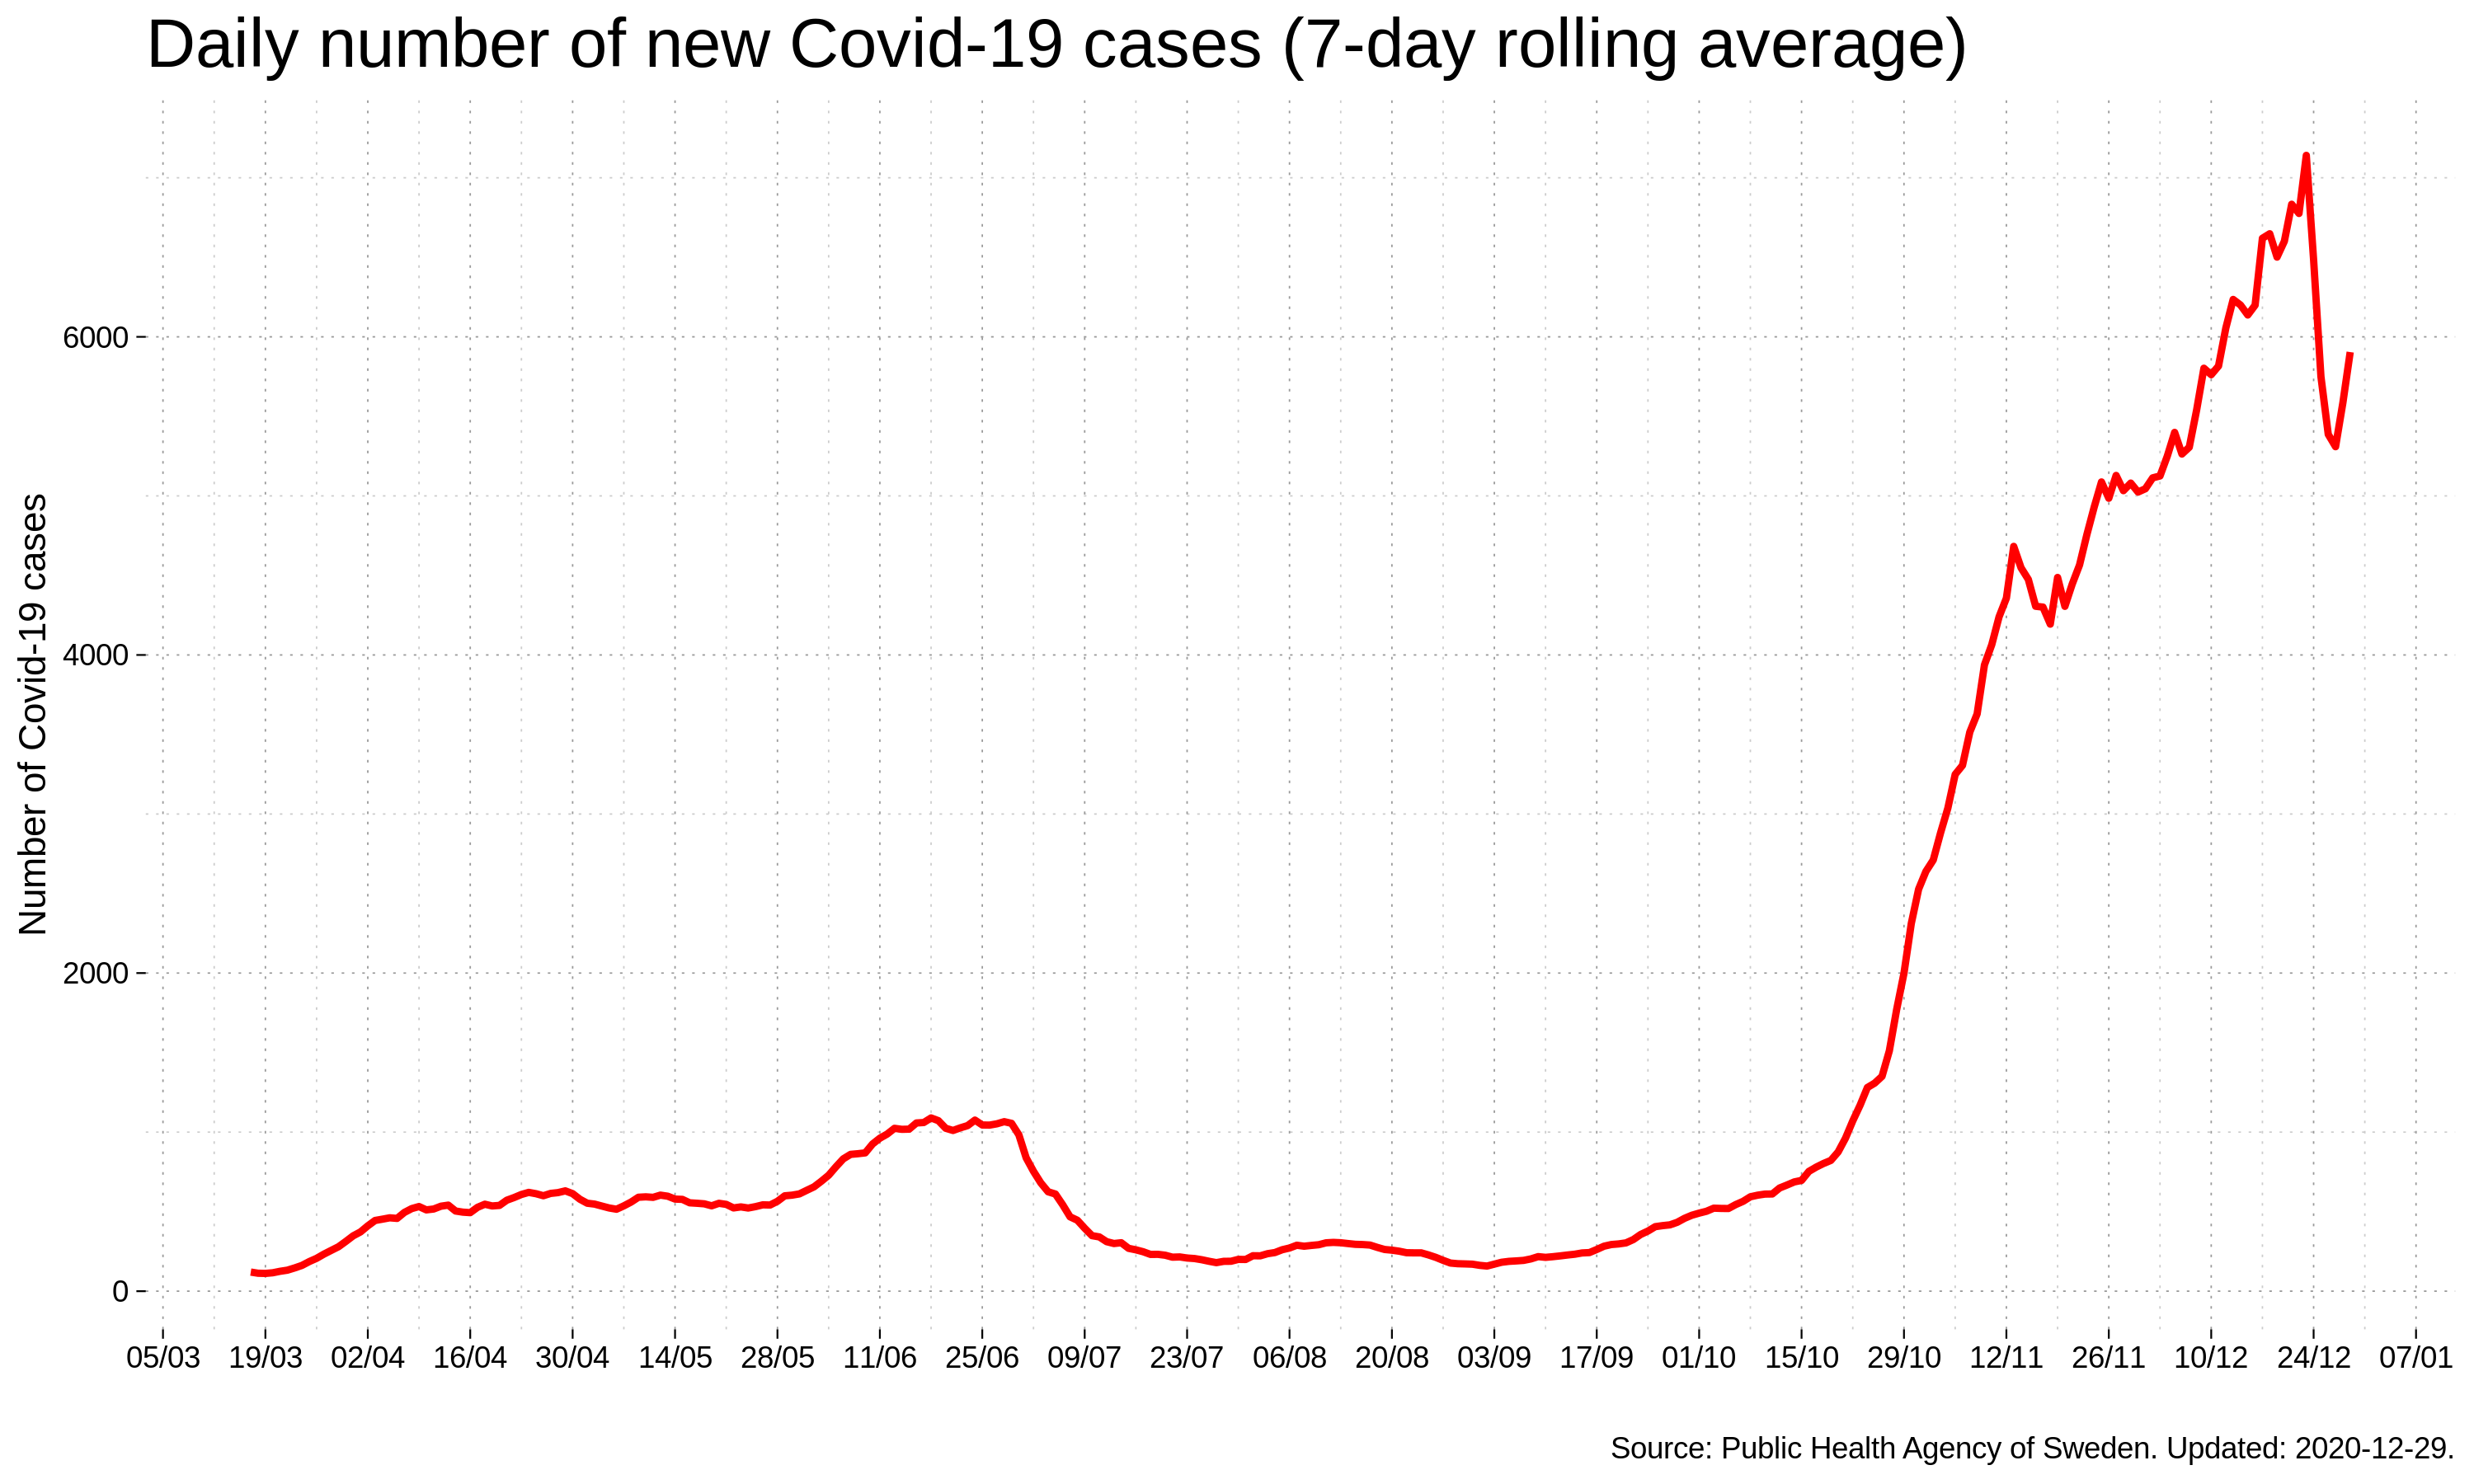 Daily number of new Covid-19 cases (7-day rolling average)
Number of Covid-19 cases
6000
4000
2000
0
05/03 19/03 02/04 16/04 30/04 14/05 28/05 11/06 25/06 09/07 23/07 06/08 20/08 03/09 17/09 01/10 15/10 29/10 12/11 26/11 10/12 24/12 07/01
Source: Public Health Agency of Sweden. Updated: 2020-12-29.